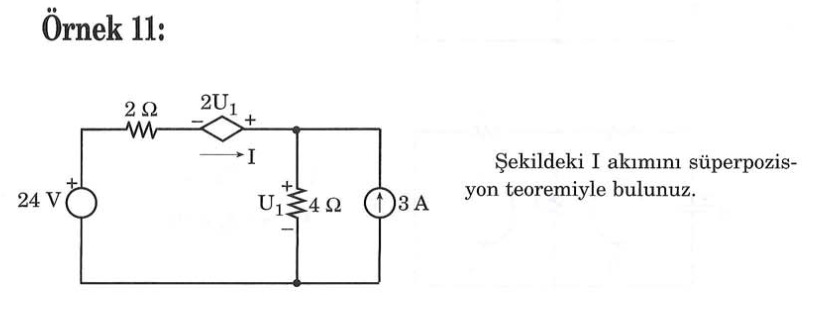 Örnek 11:
2 Ω
2U₁
− +
→ I
+
24 V
+
U₁ 4 Ω
−
3 A
Şekildeki I akımını süperpozis-
yon teoremiyle bulunuz.